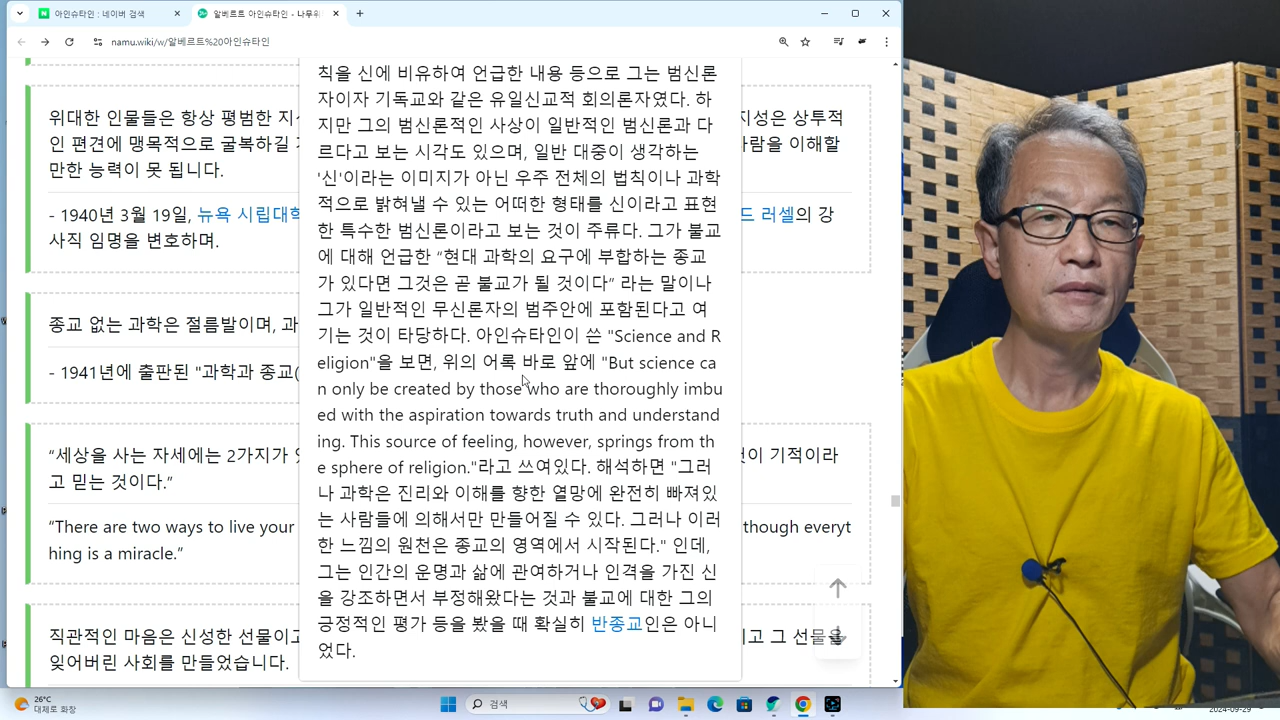 아인슈타인 : 네이버 검색
알베르트 아인슈타인 - 나무위
namu.wiki/w/알베르트%20아인슈타인
위대한 인물들은 항상 평범한
인 편견에 맹목적으로 굴복하길
만한 능력이 못 됩니다.
지성은 상투적
사람을 이해할
- 1940년 3월 19일, 뉴욕 시립대학
사직 임명을 변호하며.
드 러셀의 강
종교 없는 과학은 절름발이며, 과
- 1941년에 출판된 "과학과 종교(
“세상을 사는 자세에는 2가지가
고 믿는 것이다.”
것이 기적이라
“There are two ways to live your
hing is a miracle.”
though everyt
직관적인 마음은 신성한 선물이고
잊어버린 사회를 만들었습니다.
이고 그 선물을
칙을 신에 비유하여 언급한 내용 등으로 그는 범신론
자이자 기독교와 같은 유일신교적 회의론자였다. 하
지만 그의 범신론적인 사상이 일반적인 범신론과 다
르다고 보는 시각도 있으며, 일반 대중이 생각하는
'신'이라는 이미지가 아닌 우주 전체의 법칙이나 과학
적으로 밝혀낼 수 있는 어떠한 형태를 신이라고 표현
한 특수한 범신론이라고 보는 것이 주류다. 그가 불교
에 대해 언급한 “현대 과학의 요구에 부합하는 종교
가 있다면 그것은 곧 불교가 될 것이다” 라는 말이나
그가 일반적인 무신론자의 범주안에 포함된다고 여
기는 것이 타당하다. 아인슈타인이 쓴 "Science and R
eligion"을 보면, 위의 어록 바로 앞에 "But science ca
n only be created by those who are thoroughly imbu
ed with the aspiration towards truth and understand
ing. This source of feeling, however, springs from th
e sphere of religion."라고 쓰여있다. 해석하면 "그러
나 과학은 진리와 이해를 향한 열망에 완전히 빠져있
는 사람들에 의해서만 만들어질 수 있다. 그러나 이러
한 느낌의 원천은 종교의 영역에서 시작된다." 인데,
그는 인간의 운명과 삶에 관여하거나 인격을 가진 신
을 강조하면서 부정해왔다는 것과 불교에 대한 그의
긍정적인 평가 등을 봤을 때 확실히 반종교인은 아니
었다.
26°C
대체로 화창
검색
2024-09-29